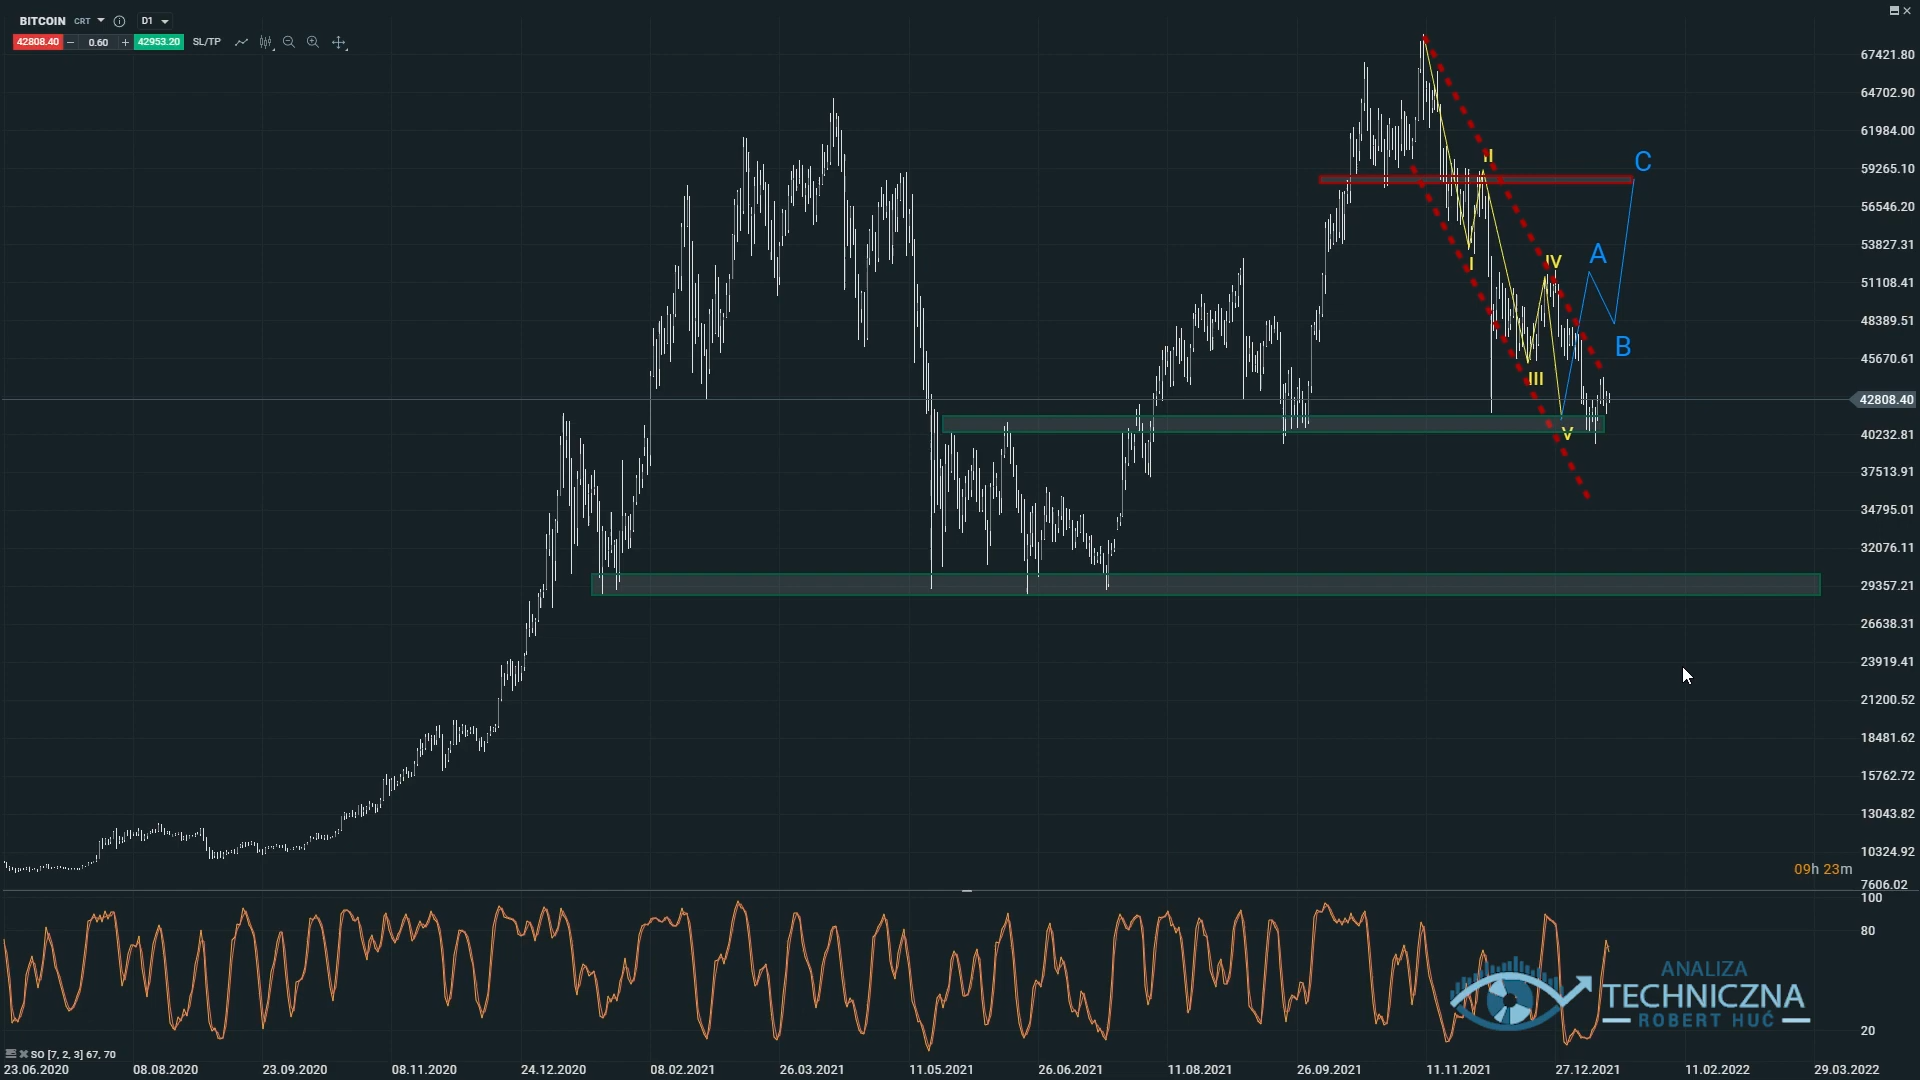 BITCOIN CRT D1
42808.40 − 0.60 + 42953.20 SL/TP
67421.80
64702.90
61984.00
59265.10
56546.20
53827.31
51108.41
48389.51
45670.61
42808.40
40232.81
37513.91
34795.01
32076.11
29357.21
26638.31
23919.41
21200.52
18481.62
15762.72
13043.82
10324.92
7606.02
II
C
I
IV
A
B
III
V
09h 23m
100
80
20
ANALIZA
TECHNICZNA
ROBERT HUĆ
SO [7, 2, 3] 67, 70
23.06.2020 08.08.2020 23.09.2020 08.11.2020 24.12.2020 08.02.2021 26.03.2021 11.05.2021 26.06.2021 11.08.2021 26.09.2021 11.11.2021 27.12.2021 11.02.2022 29.03.2022